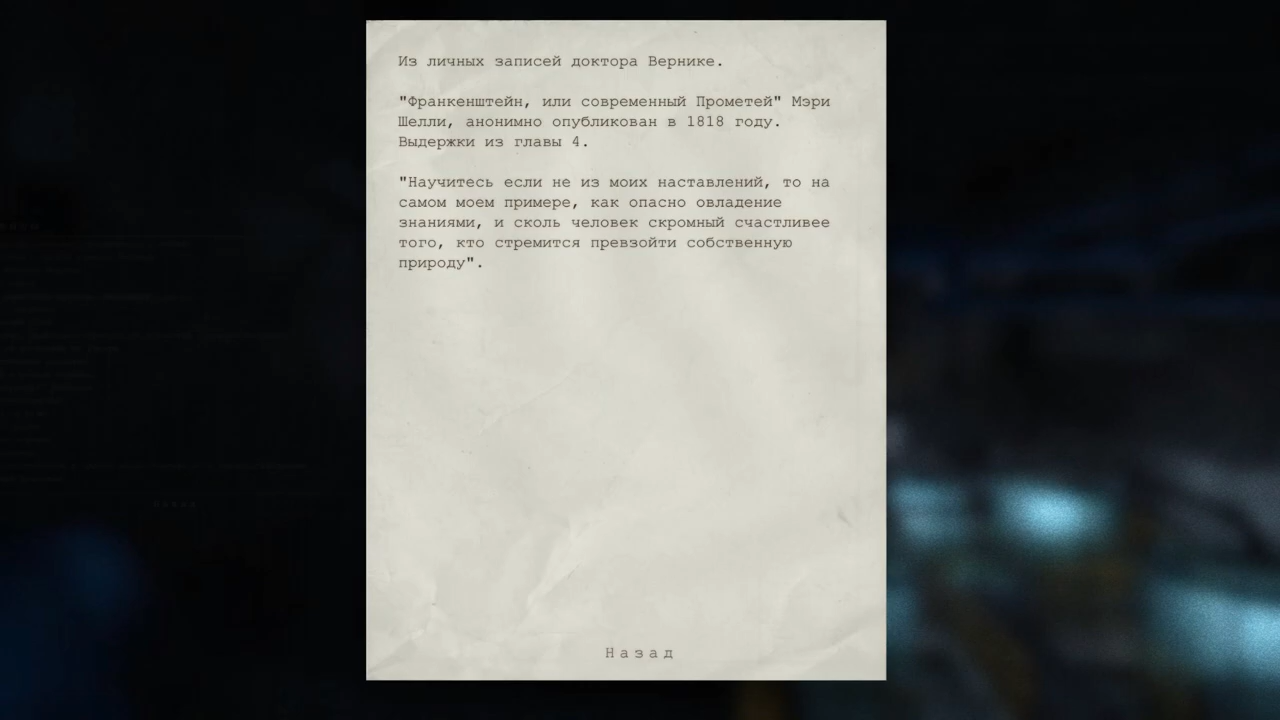 Из личных записей доктора Вернике.
"Франкенштейн, или современный Прометей" Мэри
Шелли, анонимно опубликован в 1818 году.
Выдержки из главы 4.
"Научитесь если не из моих наставлений, то на
самом моем примере, как опасно овладение
знаниями, и сколь человек скромный счастливее
того, кто стремится превзойти собственную
природу".
Назад